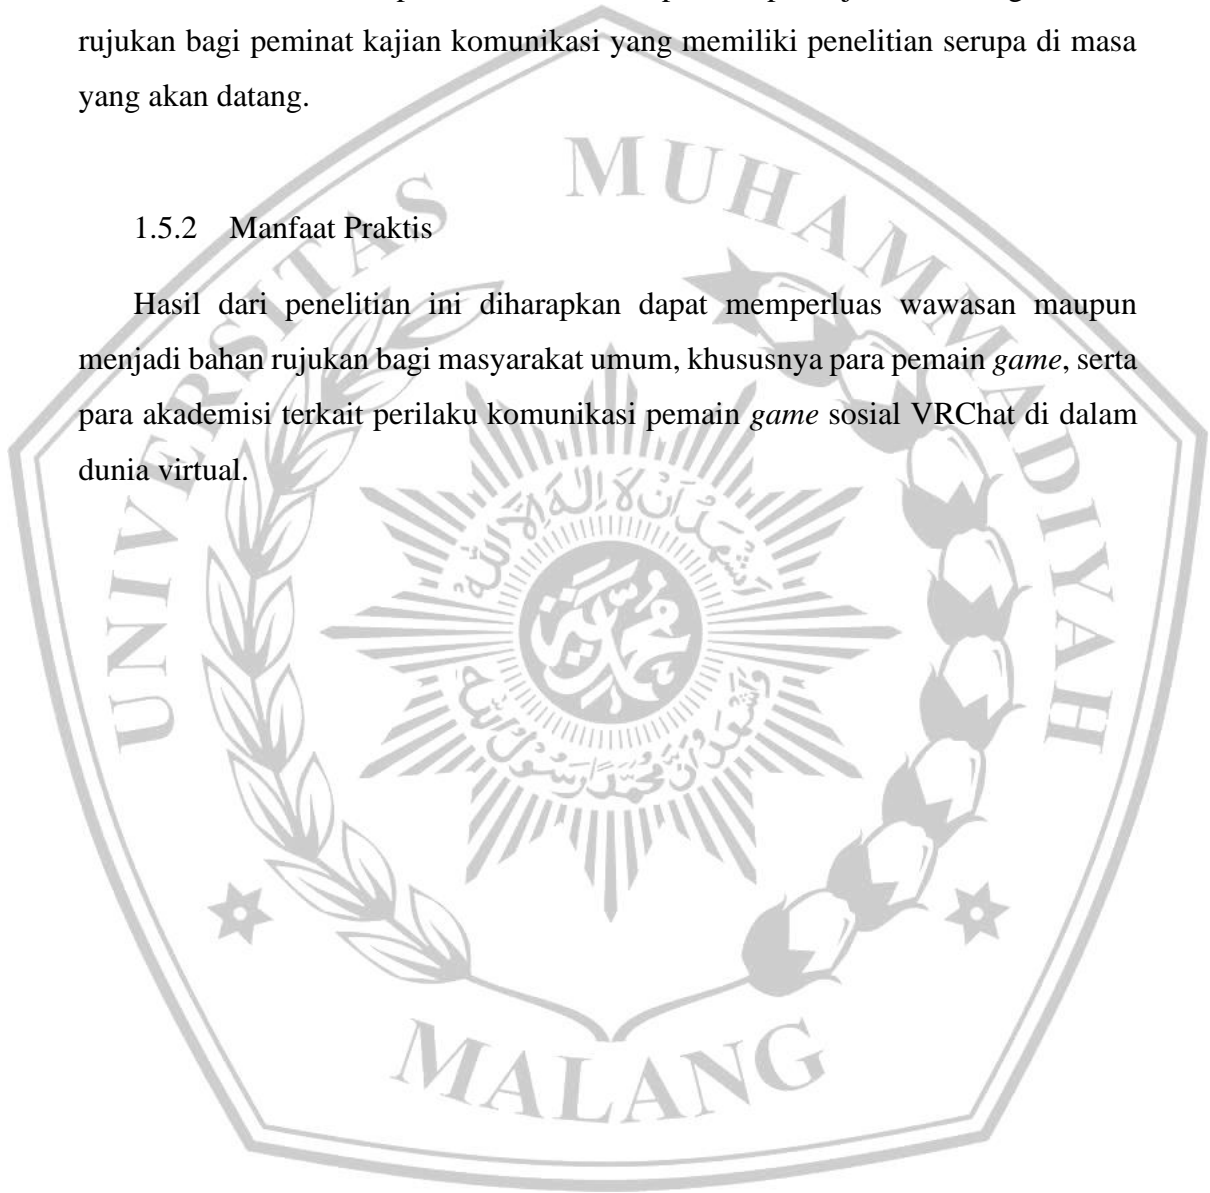 rujukan bagi peminat kajian komunikasi yang memiliki penelitian serupa di masa
yang akan datang.
1.5.2 Manfaat Praktis
Hasil dari penelitian ini diharapkan dapat memperluas wawasan maupun
menjadi bahan rujukan bagi masyarakat umum, khususnya para pemain game, serta
para akademisi terkait perilaku komunikasi pemain game sosial VRChat di dalam
dunia virtual.
UNIVERSITAS MUHAMMADIYAH
MALANG